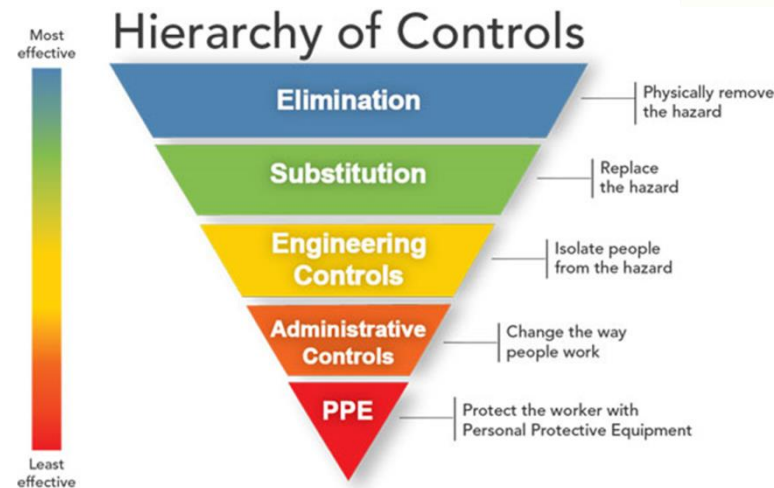 Hierarchy of Controls
Most
effective
Elimination
Physically remove
the hazard
Substitution
Replace
the hazard
Engineering
Controls
Isolate people
from the hazard
Administrative
Controls
Change the way
people work
PPE
Protect the worker with
Personal Protective Equipment
Least
effective